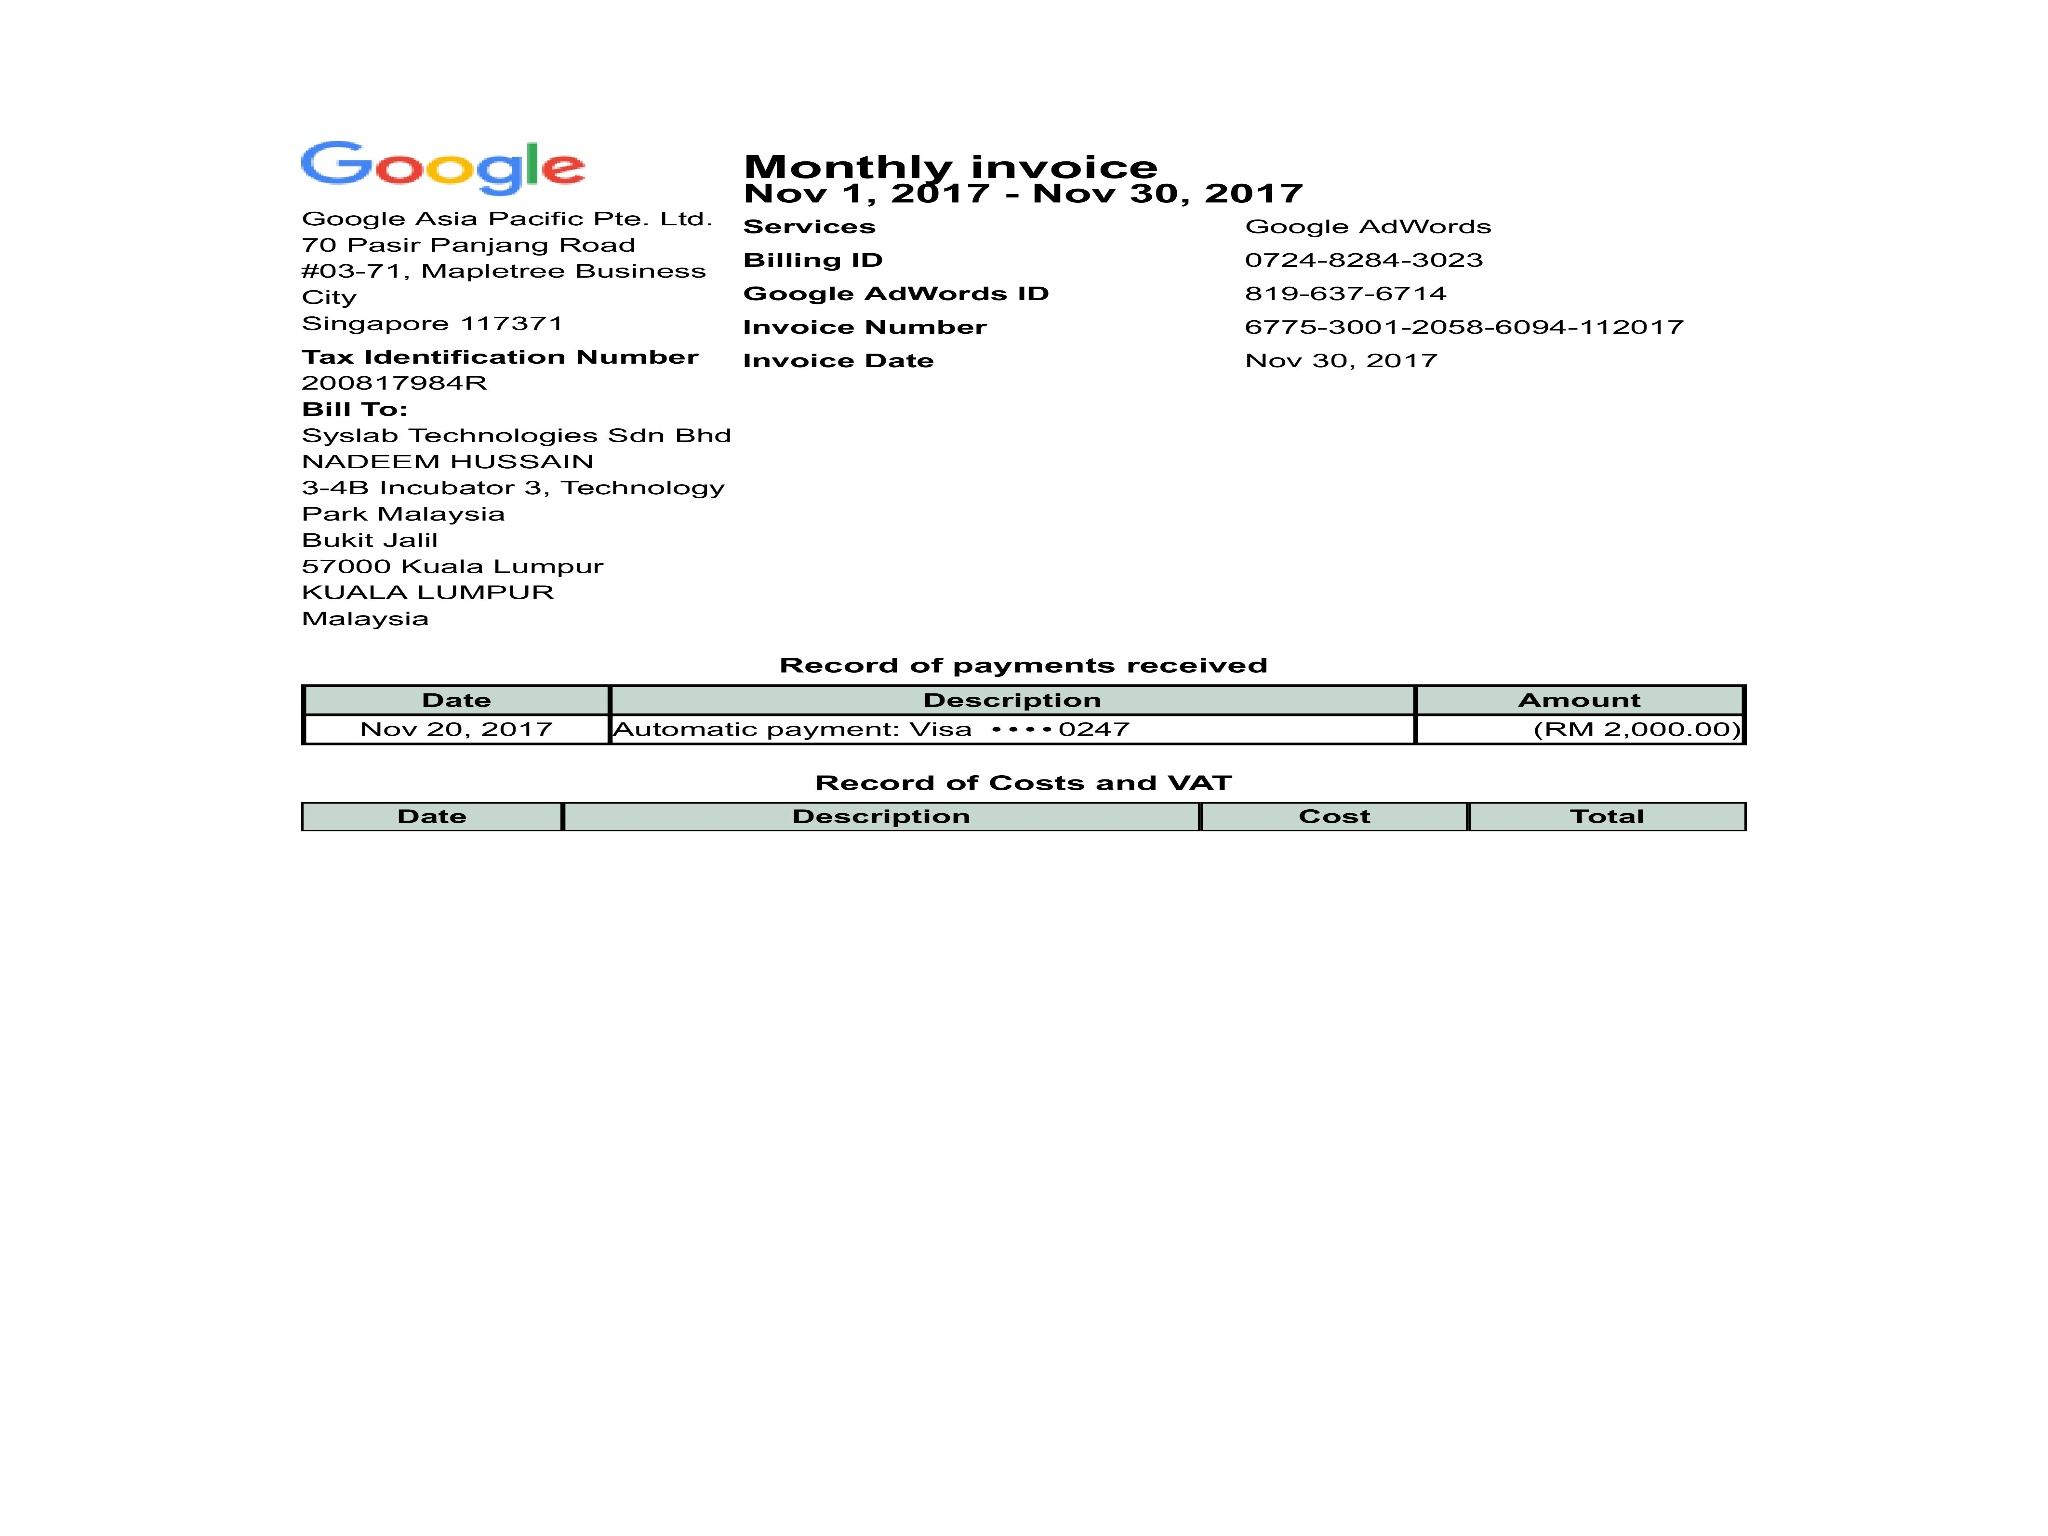 Google
Google Asia Pacific Pte. Ltd.
70 Pasir Panjang Road
#03-71, Mapletree Business
City
Singapore 117371
Tax Identification Number
200817984R
Bill To:
Syslab Technologies Sdn Bhd
NADEEM HUSSAIN
3-4B Incubator 3, Technology
Park Malaysia
Bukit Jalil
57000 Kuala Lumpur
KUALA LUMPUR
Malaysia
Monthly invoice
Nov 1, 2017 - Nov 30, 2017
Services Google AdWords
Billing ID 0724-8284-3023
Google AdWords ID 819-637-6714
Invoice Number 6775-3001-2058-6094-112017
Invoice Date Nov 30, 2017
Record of payments received
Date Description Amount
Nov 20, 2017 Automatic payment: Visa ••••0247 (RM 2,000.00)
Record of Costs and VAT
Date Description Cost Total